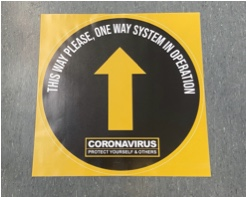 THIS WAY PLEASE, ONE WAY SYSTEM IN OPERATION
CORONAVIRUS
PROTECT YOURSELF & OTHERS